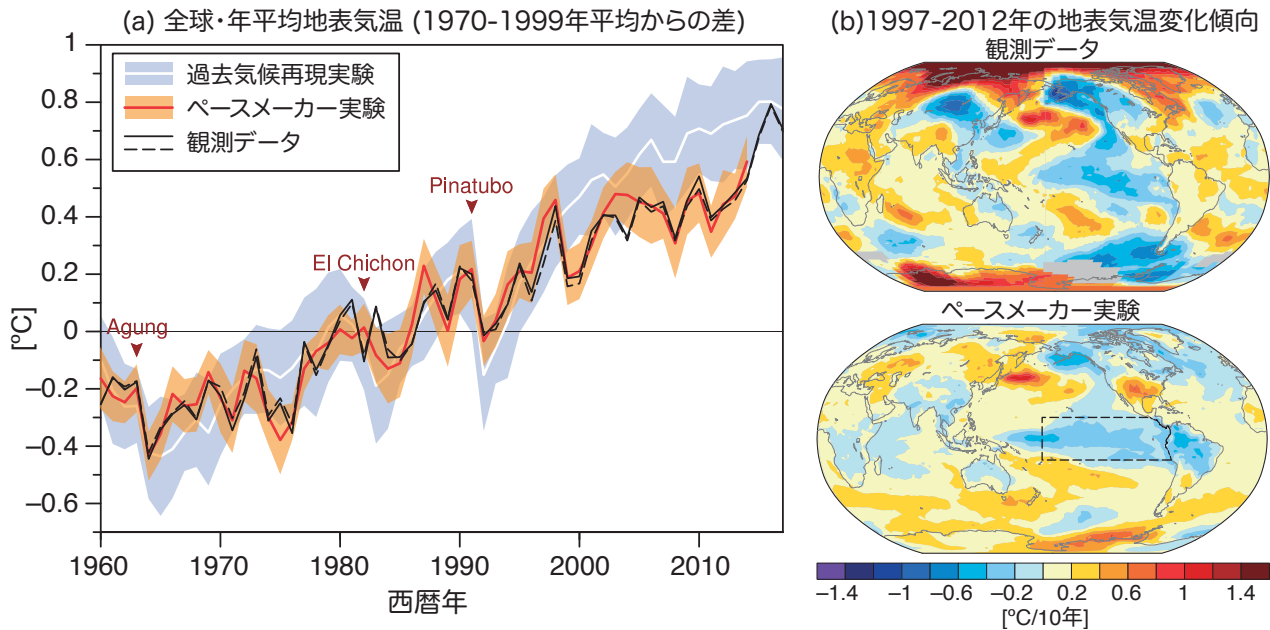 (a) 全球・年平均地表気温 (1970-1999年平均からの差)
過去気候再現実験
ペースメーカー実験
観測データ
Agung
El Chichon
Pinatubo
[℃]
1
0.8
0.6
0.4
0.2
0
−0.2
−0.4
−0.6
1960 1970 1980 1990 2000 2010
西暦年
(b)1997-2012年の地表気温変化傾向
観測データ
ペースメーカー実験
−1.4 −1 −0.6 −0.2 0.2 0.6 1 1.4
[℃/10年]